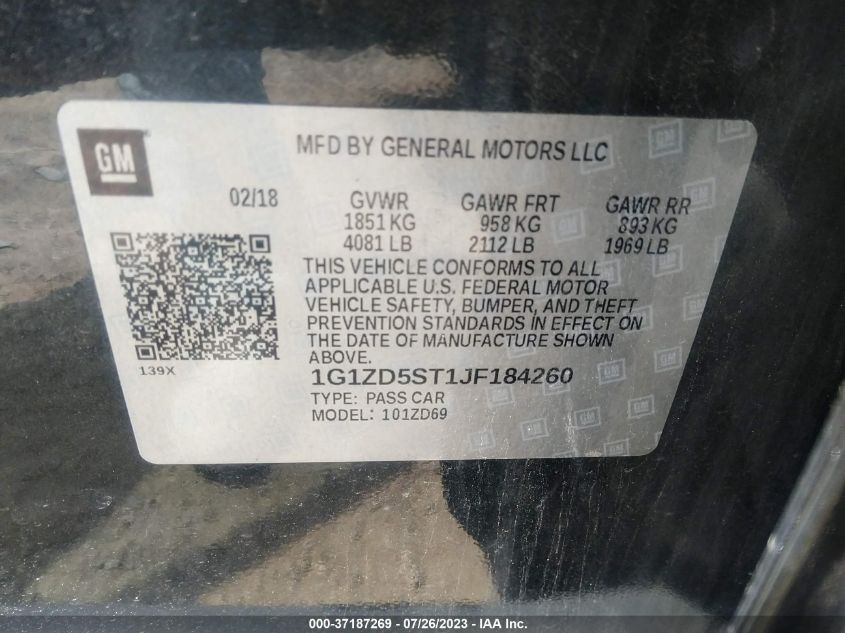 GM
MFD BY GENERAL MOTORS LLC
02/18
GVWR
1851 KG
4081 LB
GAWR FRT
958 KG
2112 LB
GAWR RR
893 KG
1969 LB
THIS VEHICLE CONFORMS TO ALL
APPLICABLE U.S. FEDERAL MOTOR
VEHICLE SAFETY, BUMPER, AND THEFT
PREVENTION STANDARDS IN EFFECT ON
THE DATE OF MANUFACTURE SHOWN
ABOVE.
139X
1G1ZD5ST1JF184260
TYPE: PASS CAR
MODEL: 101ZD69
000-37187269 - 07/26/2023 - IAA Inc.